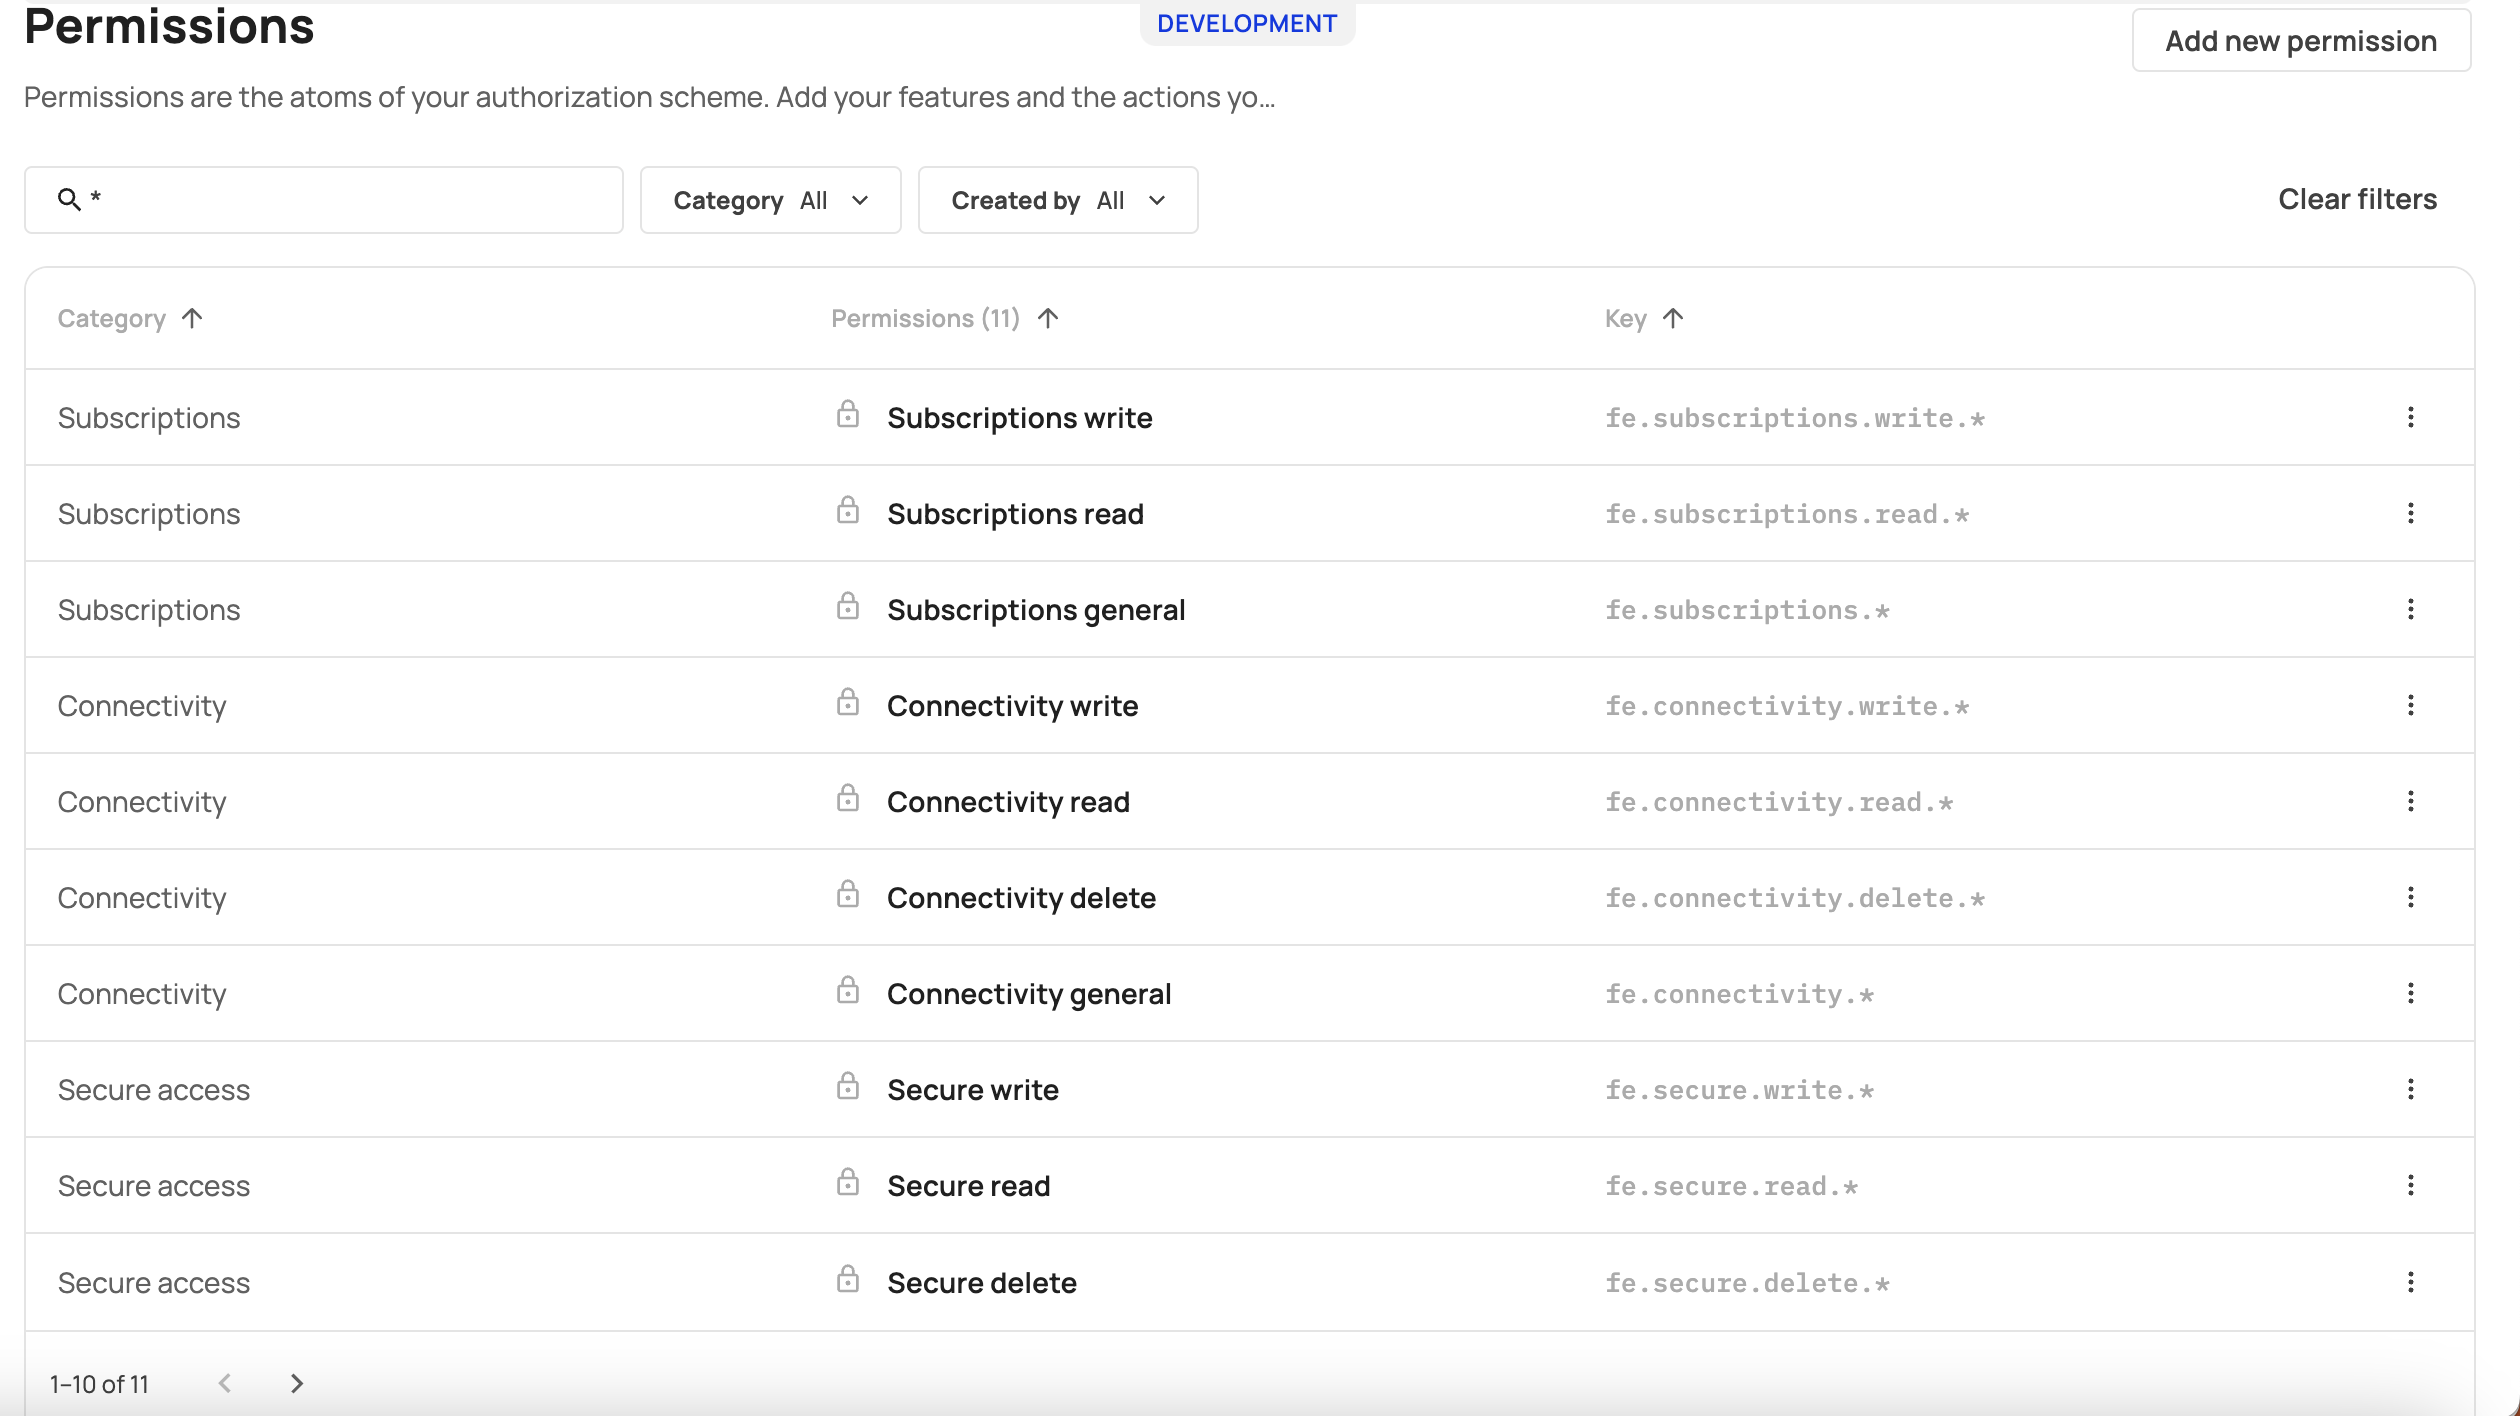 Permissions
DEVELOPMENT
Add new permission
Permissions are the atoms of your authorization scheme. Add your features and the actions yo...
*
Category All
Created by All
Clear filters
Category Permissions (11) Key
Subscriptions Subscriptions write fe.subscriptions.write.*
Subscriptions Subscriptions read fe.subscriptions.read.*
Subscriptions Subscriptions general fe.subscriptions.*
Connectivity Connectivity write fe.connectivity.write.*
Connectivity Connectivity read fe.connectivity.read.*
Connectivity Connectivity delete fe.connectivity.delete.*
Connectivity Connectivity general fe.connectivity.*
Secure access Secure write fe.secure.write.*
Secure access Secure read fe.secure.read.*
Secure access Secure delete fe.secure.delete.*
1–10 of 11